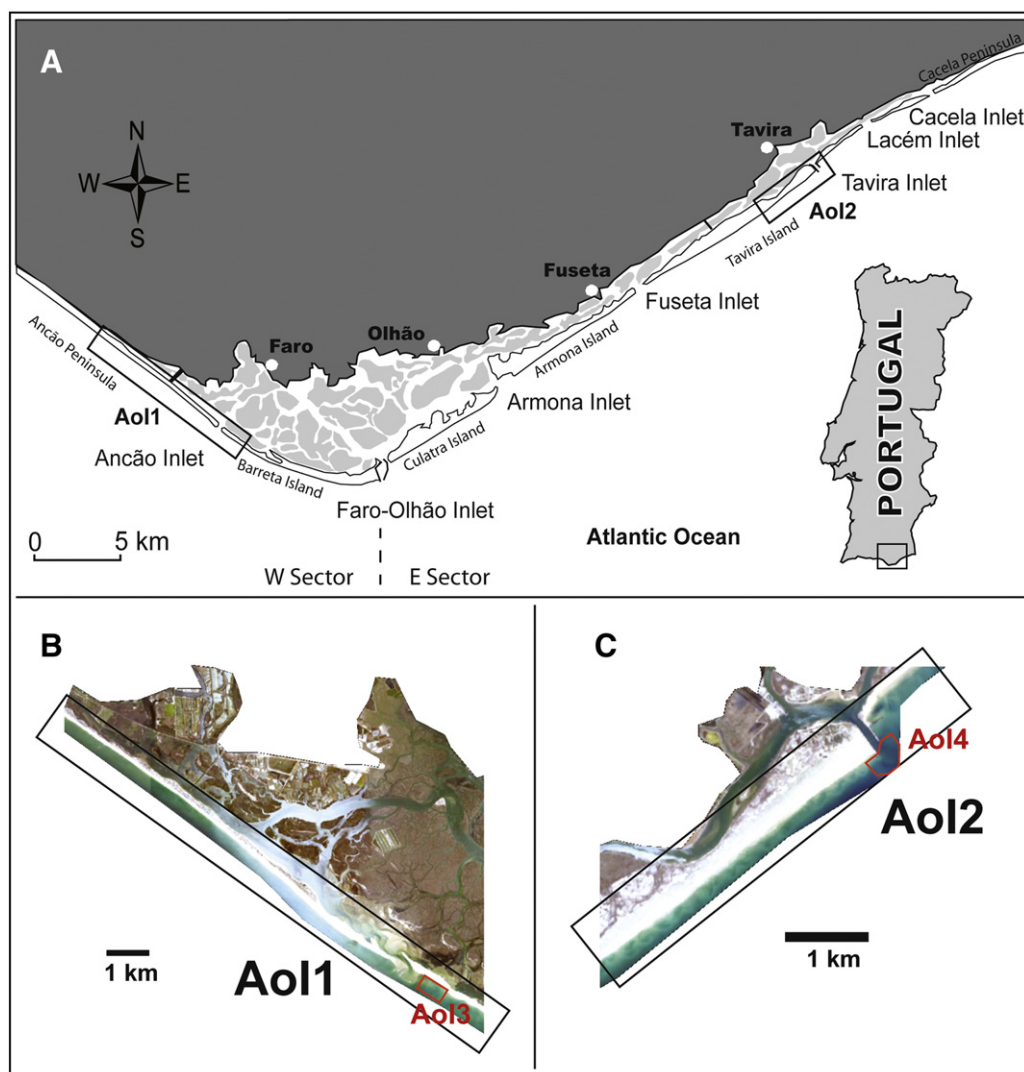 A
N
W
E
S
Cacela Peninsula
Cacela Inlet
Lacém Inlet
Tavira
Tavira Inlet
AoI2
Tavira Island
Fuseta
Fuseta Inlet
Armona Island
Olhão
Faro
Armona Inlet
Ancão Peninsula
AoI1
Ancão Inlet
Culatra Island
Barreta Island
Faro-Olhão Inlet
Atlantic Ocean
0 5 km
W Sector E Sector
PORTUGAL
B
AoI1
AoI3
1 km
C
AoI4
AoI2
1 km